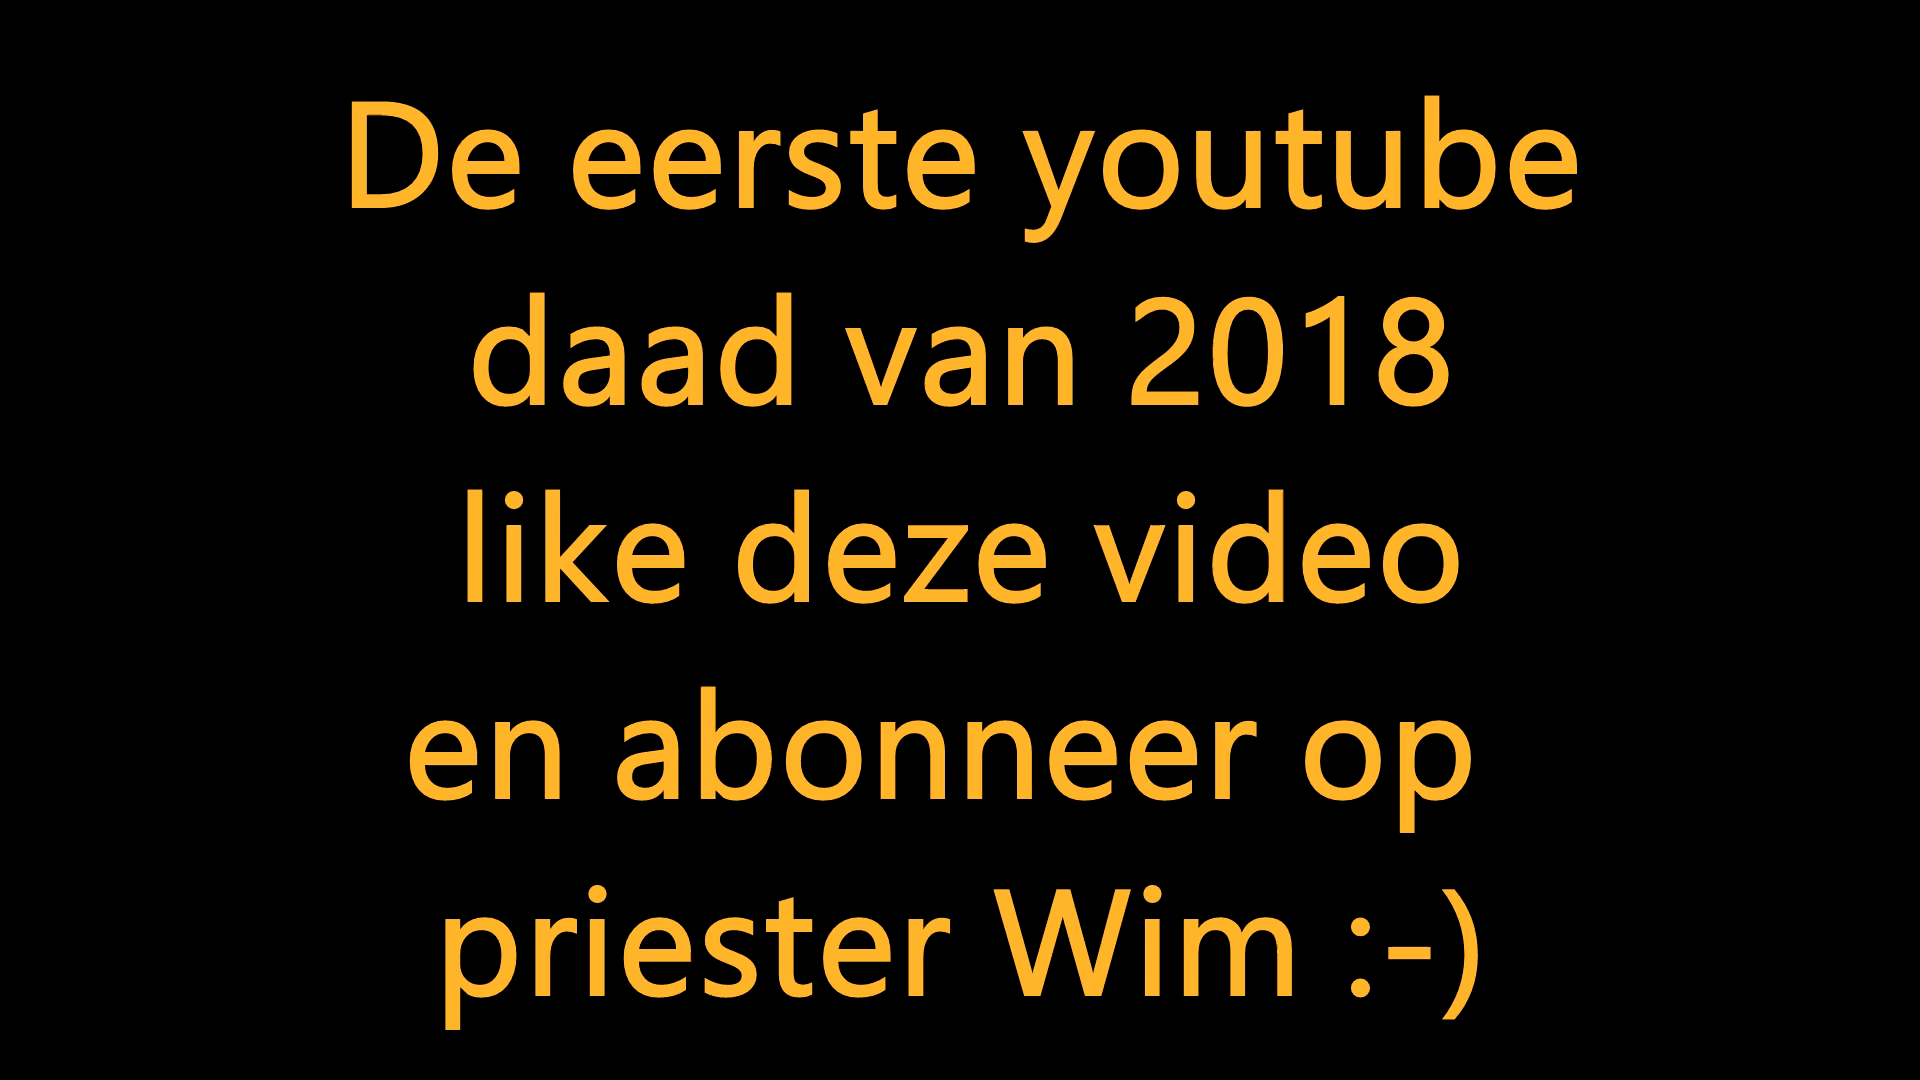 De eerste youtube
daad van 2018
like deze video
en abonneer op
priester Wim :-)